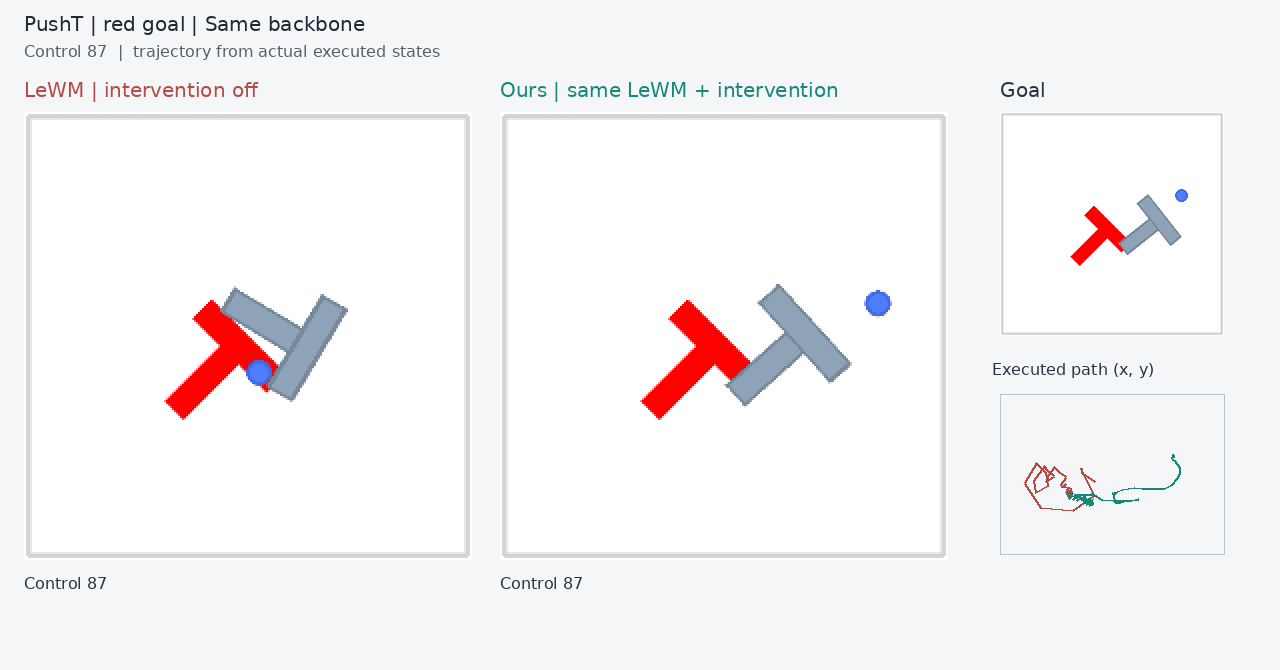 PushT | red goal | Same backbone
Control 87  |  trajectory from actual executed states
LeWM | intervention off
Ours | same LeWM + intervention
Goal
Executed path (x, y)
Control 87
Control 87